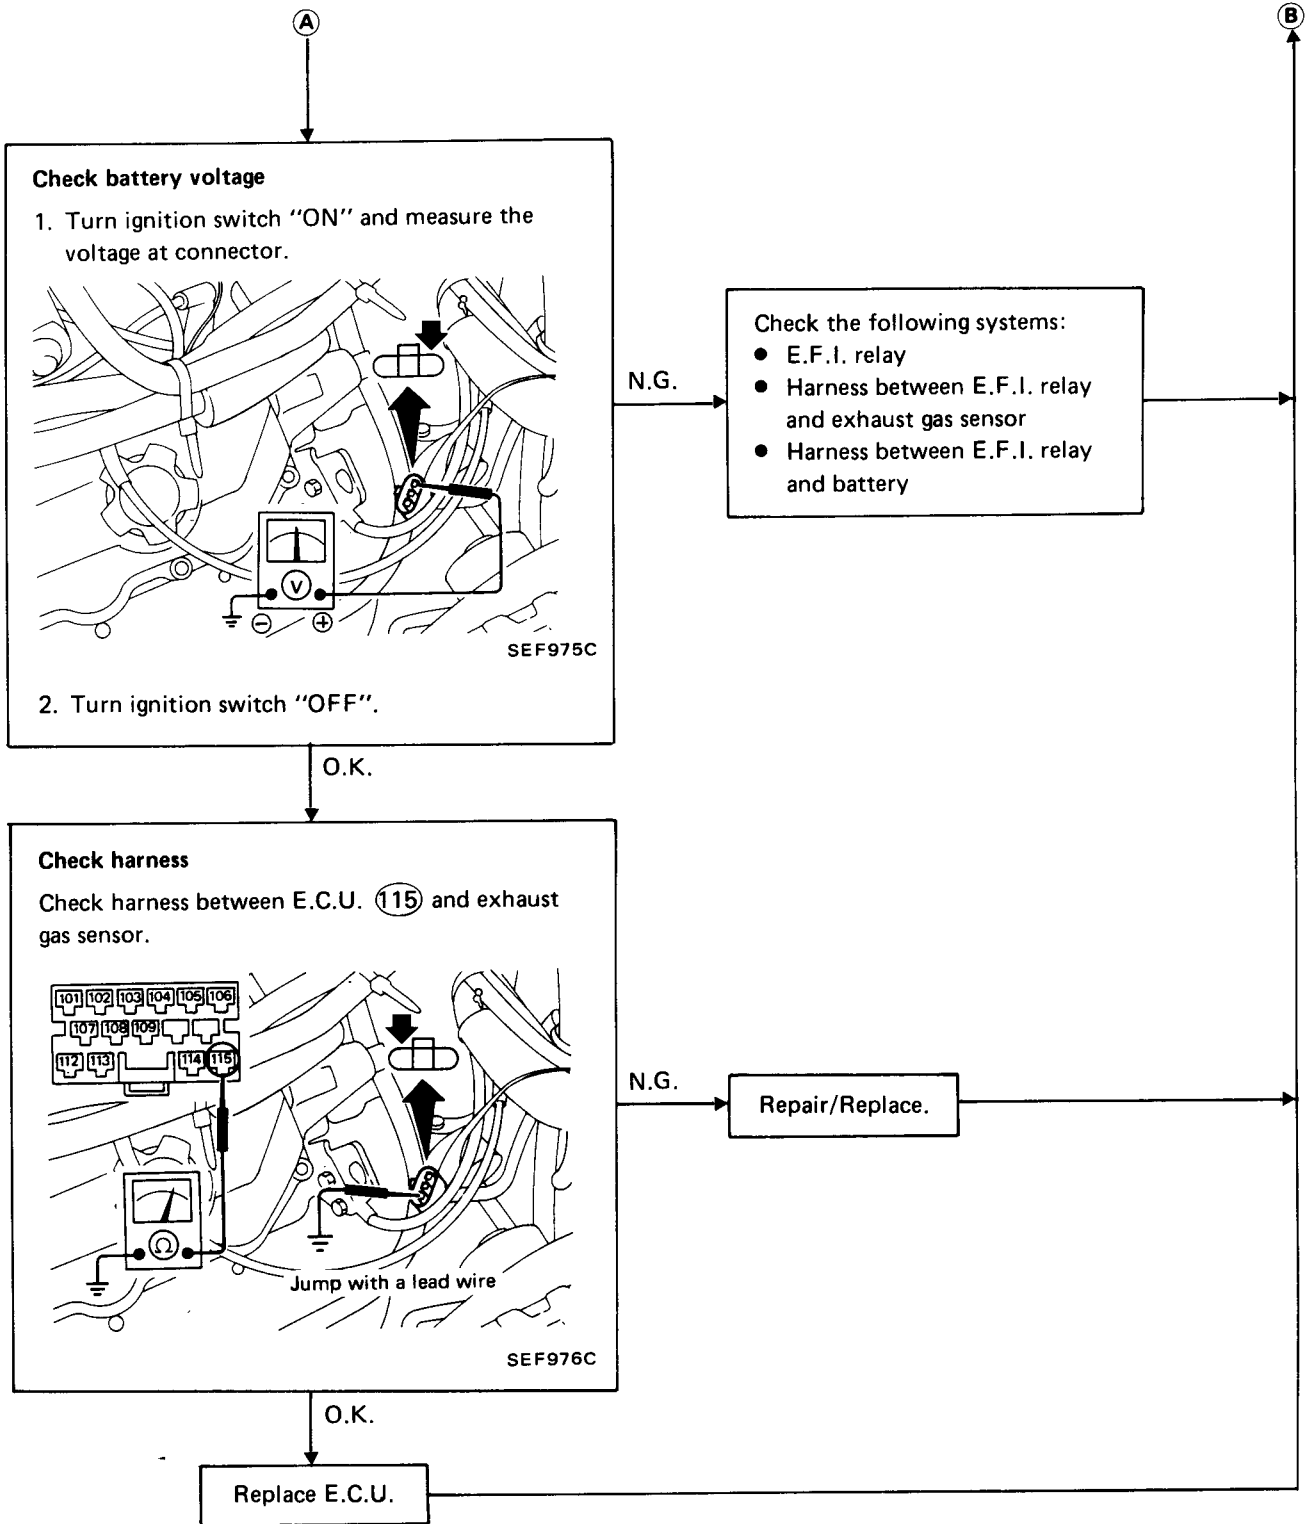 A
B
Check battery voltage
1. Turn ignition switch "ON" and measure the
voltage at connector.
V
− +
SEF975C
2. Turn ignition switch "OFF".
N.G.
Check the following systems:
● E.F.I. relay
● Harness between E.F.I. relay
and exhaust gas sensor
● Harness between E.F.I. relay
and battery
O.K.
Check harness
Check harness between E.C.U. 115 and exhaust
gas sensor.
101 102 103 104 105 106
107 108 109
112 113 114 115
Ω
Jump with a lead wire
SEF976C
N.G.
Repair/Replace.
O.K.
Replace E.C.U.